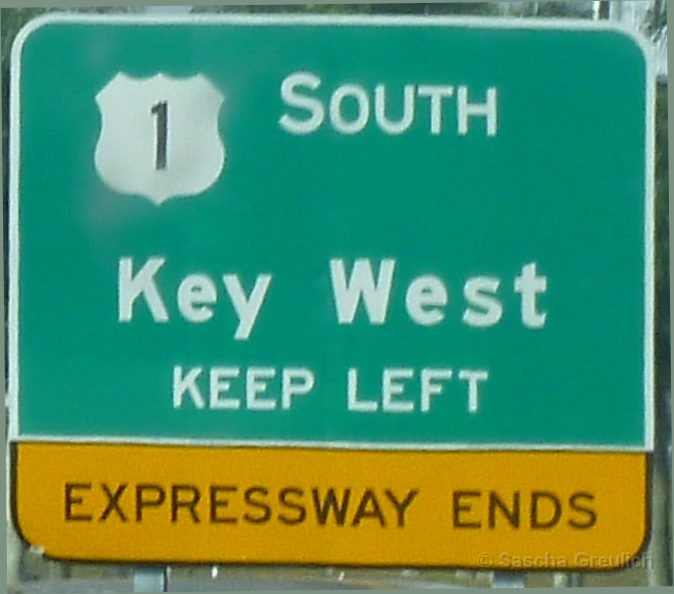 1 SOUTH
Key West
KEEP LEFT
EXPRESSWAY ENDS
© Sascha Greulich